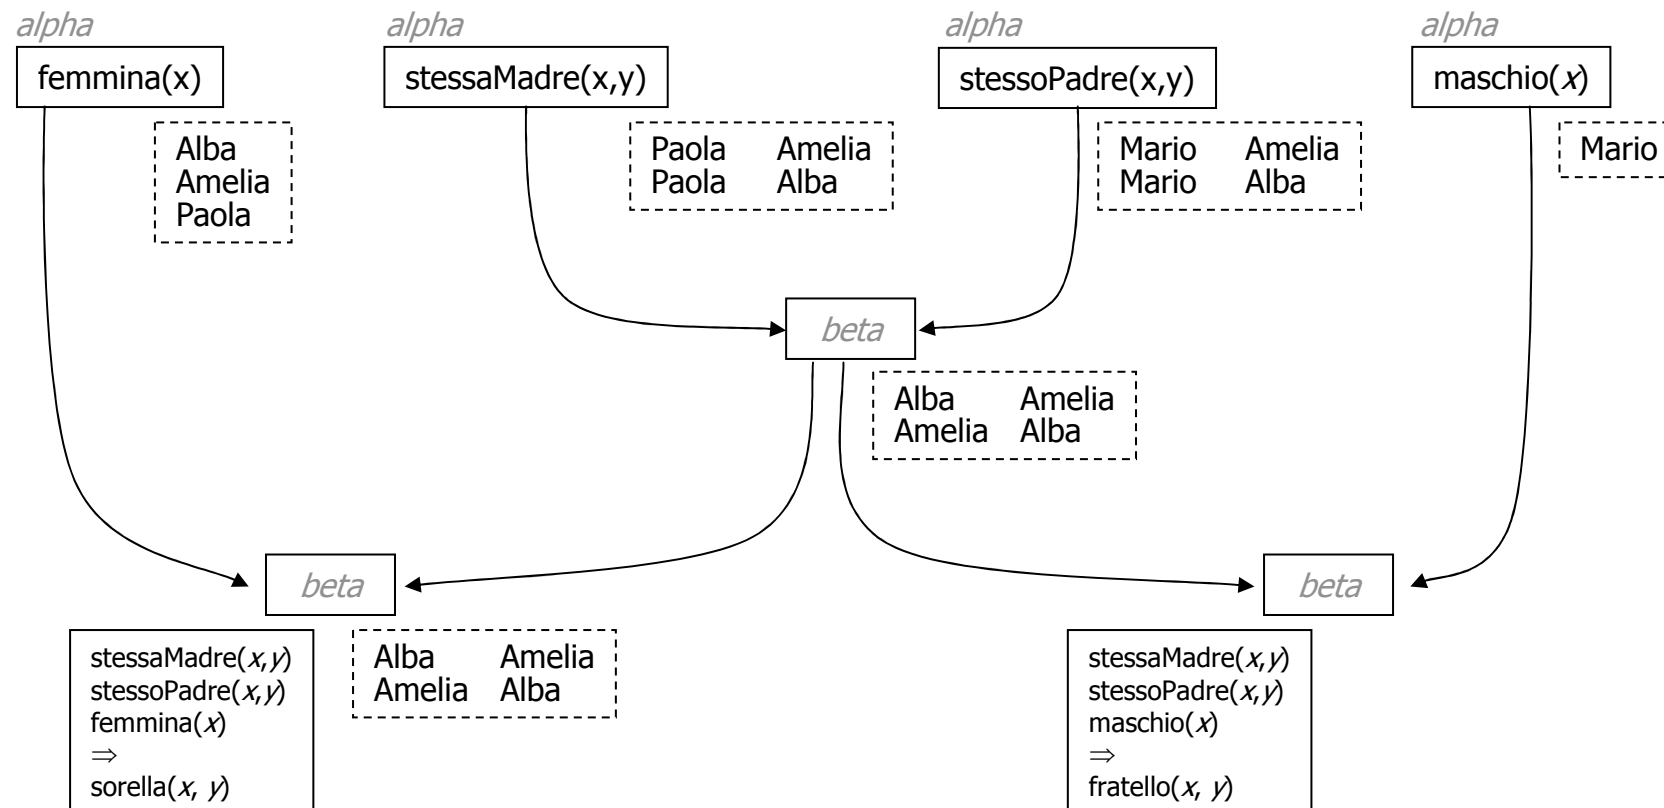 alpha
alpha
alpha
alpha
femmina(x)
stessaMadre(x,y)
stessoPadre(x,y)
maschio(x)
Alba
Amelia
Paola
Paola Amelia
Paola Alba
Mario Amelia
Mario Alba
Mario
beta
Alba Amelia
Amelia Alba
beta
beta
stessaMadre(x,y)
stessoPadre(x,y)
femmina(x)
⇒
sorella(x, y)
Alba Amelia
Amelia Alba
stessaMadre(x,y)
stessoPadre(x,y)
maschio(x)
⇒
fratello(x, y)